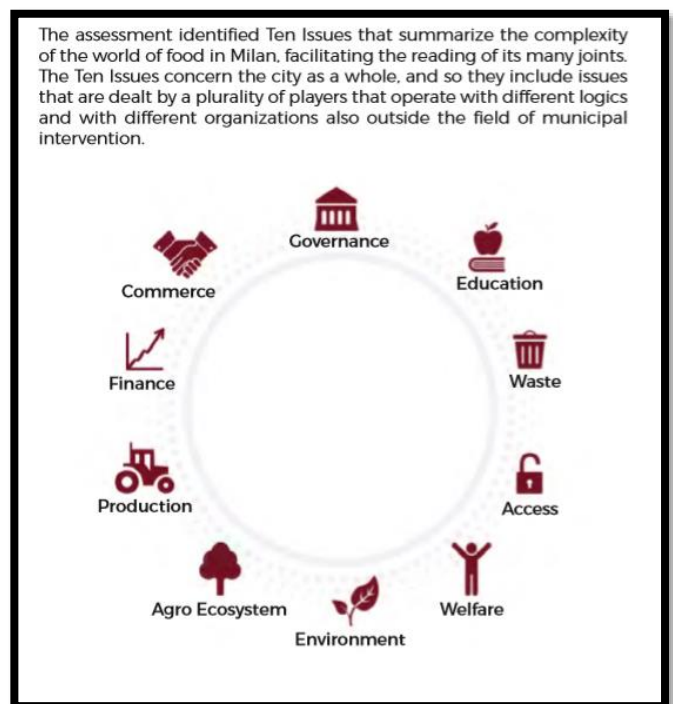 The assessment identified Ten Issues that summarize the complexity
of the world of food in Milan, facilitating the reading of its many joints.
The Ten Issues concern the city as a whole, and so they include issues
that are dealt by a plurality of players that operate with different logics
and with different organizations also outside the field of municipal
intervention.
Governance
Education
Commerce
Finance
Waste
Production
Access
Agro Ecosystem
Welfare
Environment